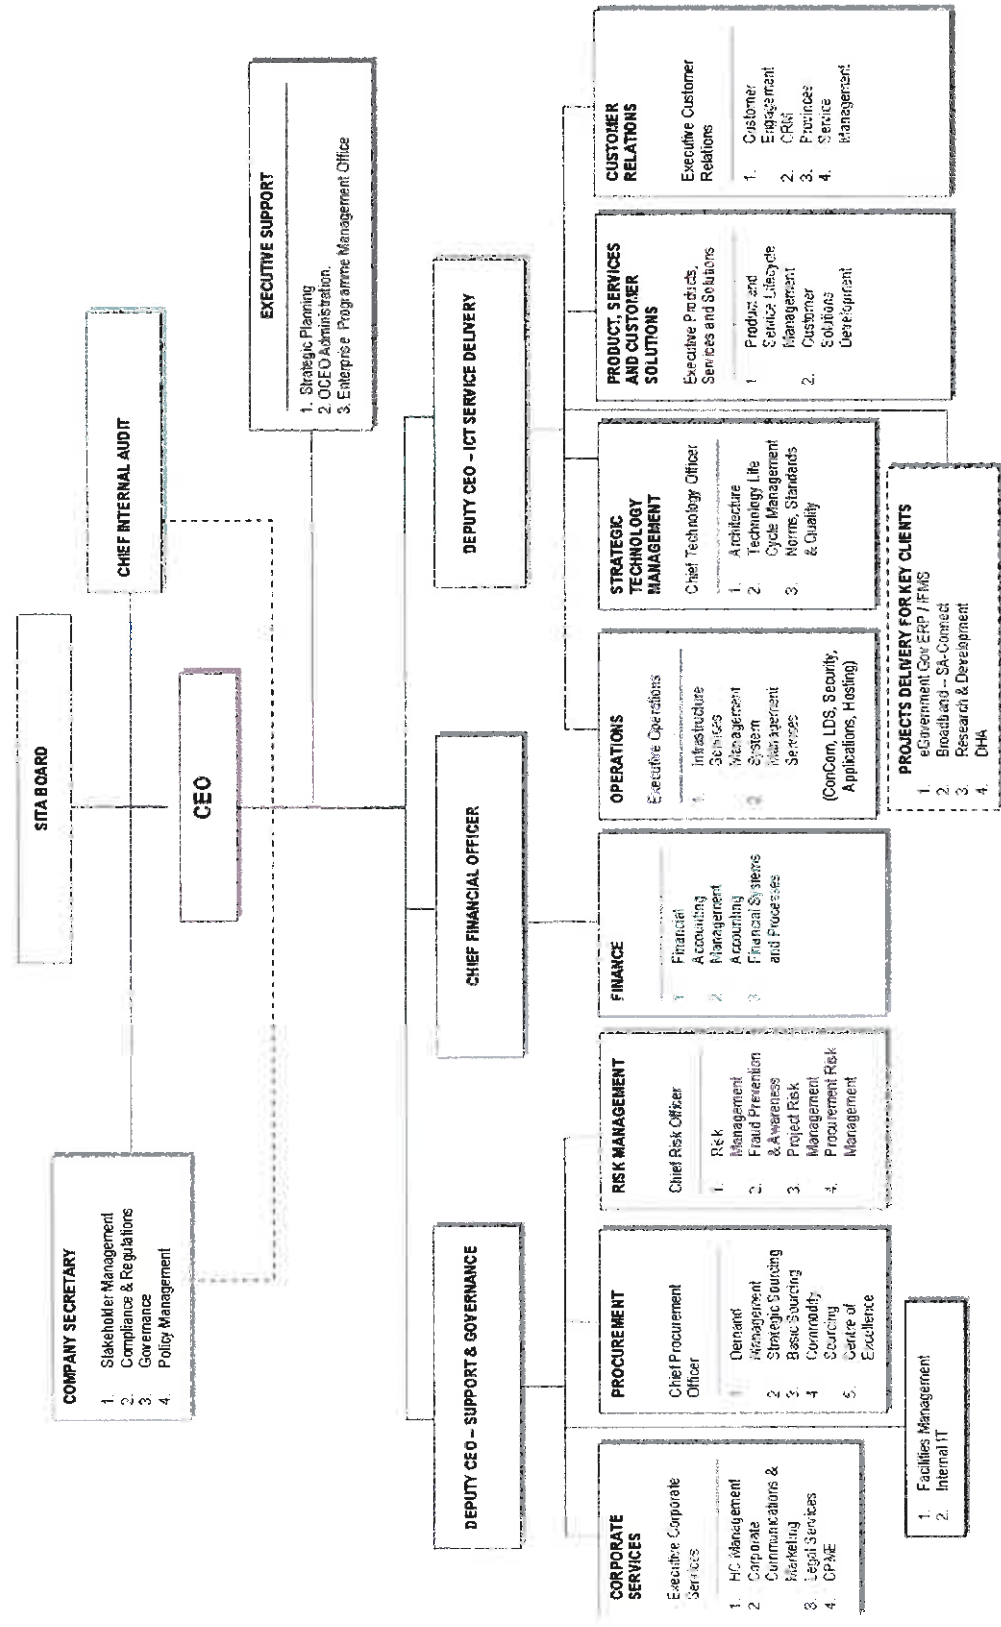 SITA BOARD
COMPANY SECRETARY
1. Stakeholder Management
2. Compliance & Regulations
3. Governance
4. Policy Management
CHIEF INTERNAL AUDIT
CEO
EXECUTIVE SUPPORT
1. Strategic Planning
2. OCEO Administration.
3. Enterprise Programme Management Office
DEPUTY CEO – SUPPORT & GOVERNANCE
CHIEF FINANCIAL OFFICER
DEPUTY CEO – ICT SERVICE DELIVERY
CORPORATE
SERVICES
Executive Corporate
Services
1. HC Management
2 Corporate
Communications &
Marketing
3. Legal Services
4. CPME
PROCUREMENT
Chief Procurement
Officer
1 Demand
Management
2 Strategic Sourcing
3. Basic Sourcing
4 Commodity
Sourcing
5. Centre of
Excellence
RISK MANAGEMENT
Chief Risk Officer
1. Risk
Management
2. Fraud Prevention
& Awareness
3. Project Risk
Management
4. Procurement Risk
Management
FINANCE
1 Financial
Accounting
2. Management
Accounting
3 Financial Systems
and Processes
OPERATIONS
Executive Operations
1. Infrastructure
Services
Management
2 System
Management
Services
(ConCom, LDS, Security,
Applications, Hosting)
STRATEGIC
TECHNOLOGY
MANAGEMENT
Chief Technology Officer
1. Architecture
2. Technology Life
Cycle Management
3. Norms, Standards
& Quality
PRODUCT, SERVICES
AND CUSTOMER
SOLUTIONS
Executive Products,
Services and Solutions
1 Product and
Service Lifecycle
Management
2. Customer
Solutions
Development
CUSTOMER
RELATIONS
Executive Customer
Relations
1. Customer
Engagement
2. CRM
3. Provinces
4. Service
Management
1. Facilities Management
2. Internal IT
PROJECTS DELIVERY FOR KEY CLIENTS
1. eGovernment Gov ERP / IFMS
2. Broadband – SA-Connect
3. Research & Development
4. DHA